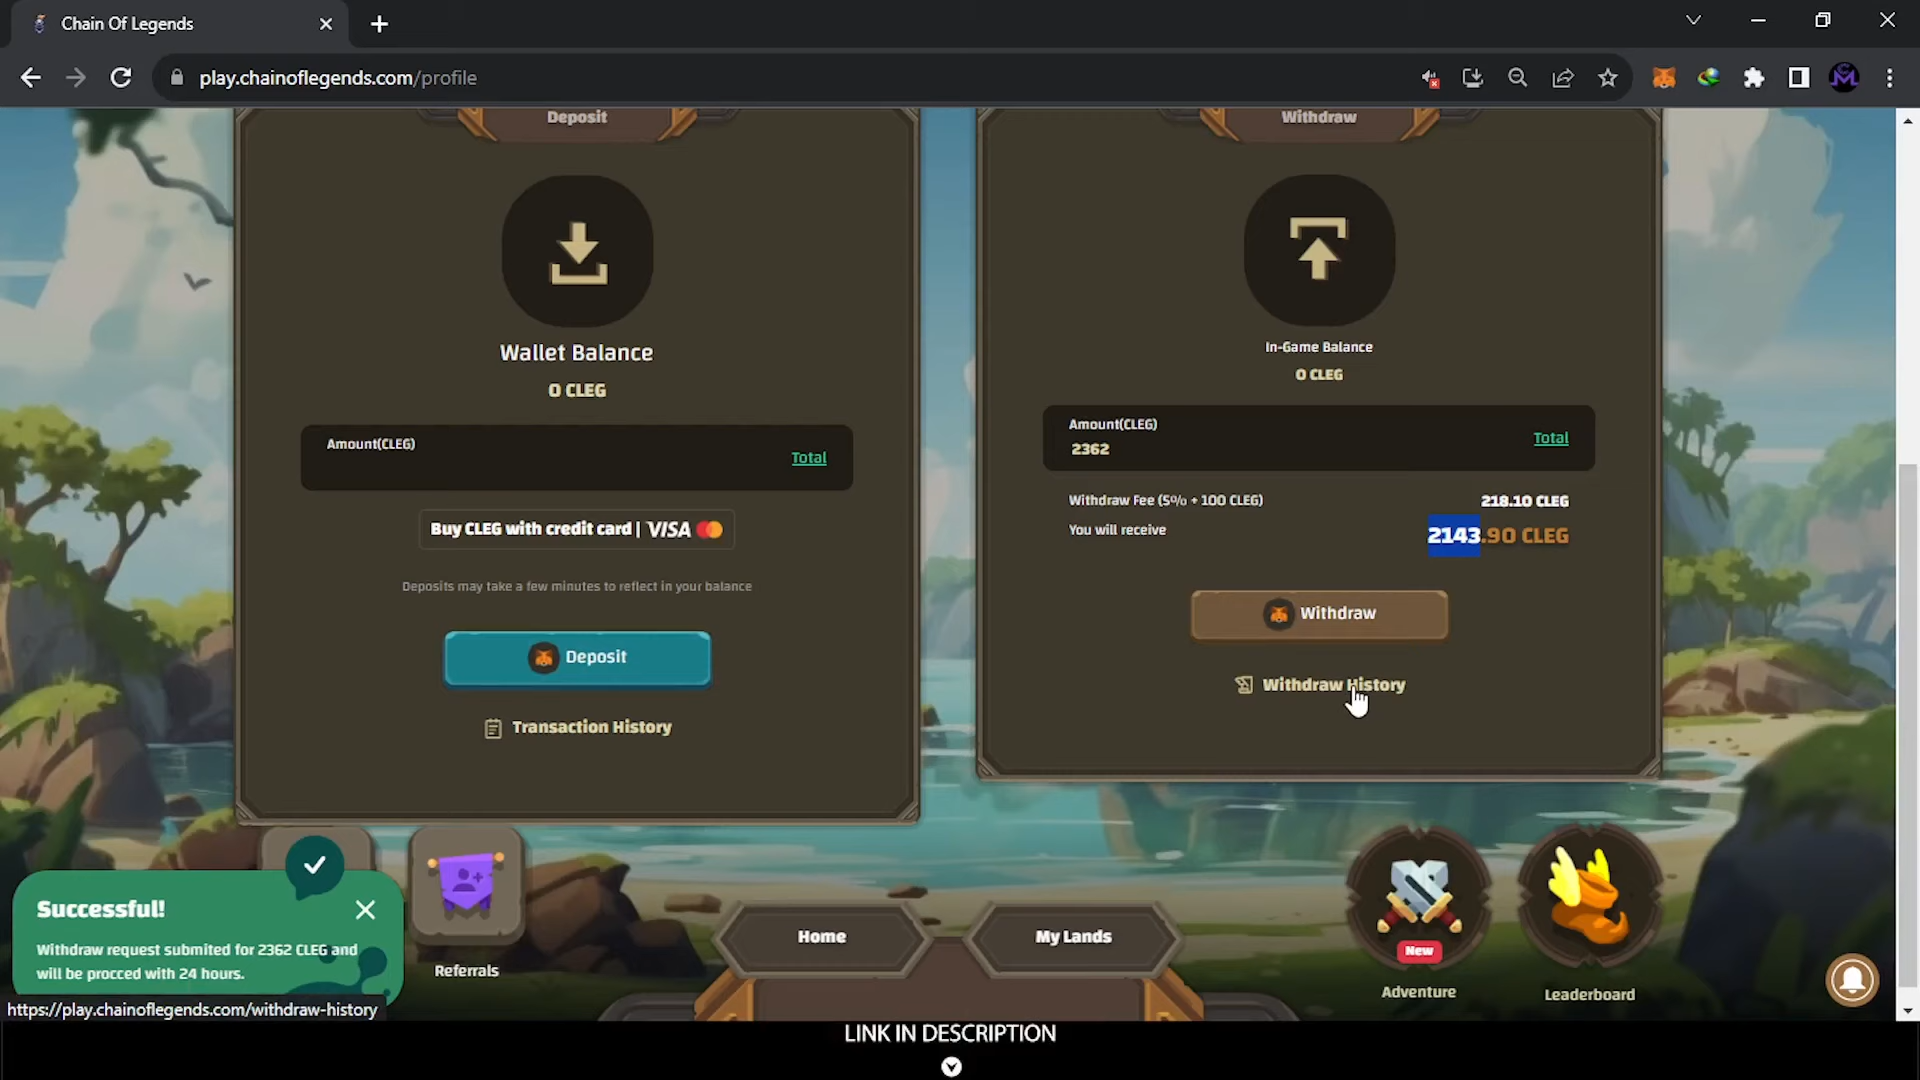 Chain Of Legends
play.chainoflegends.com/profile
Deposit
Wallet Balance
0 CLEG
Amount(CLEG)
Total
Buy CLEG with credit card | VISA
Deposits may take a few minutes to reflect in your balance
Deposit
Transaction History
Withdraw
In-Game Balance
0 CLEG
Amount(CLEG)
2362
Total
Withdraw Fee (5% + 100 CLEG)
218.10 CLEG
You will receive
2143.90 CLEG
Withdraw
Withdraw History
Successful!
Withdraw request submited for 2362 CLEG and
will be procced with 24 hours.
Referrals
Home
My Lands
New
Adventure
Leaderboard
https://play.chainoflegends.com/withdraw-history
LINK IN DESCRIPTION